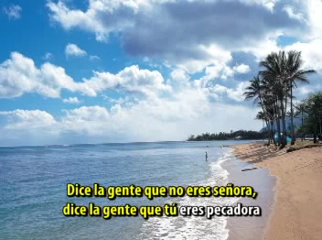 Dice la gente que no eres señora,
dice la gente que tú eres pecadora